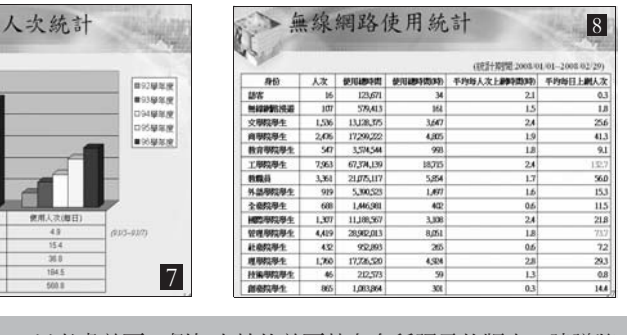 人次統計
■92學年度
■93學年度
□94學年度
□95學年度
■96學年度
使用人次(每日)
4.9
15.4
36.8
184.5
568.8
(93/3~93/7)
7
無線網路使用統計
8
(統計期間:2008/01/01~2008/02/29)
身份 人次 使用總時間 使用總時間(時) 平均每人次上網時間(時) 平均每日上網人次
訪客 16 123,671 34 2.1 0.3
無線網路漫遊 107 579,413 161 1.5 1.8
文學院學生 1,536 13,128,375 3,647 2.4 25.6
商學院學生 2,476 17,299,222 4,805 1.9 41.3
教育學院學生 547 3,574,544 993 1.8 9.1
工學院學生 7,963 67,374,139 18,715 2.4 132.7
教職員 3,361 21,075,117 5,854 1.7 56.0
外語學院學生 919 5,390,523 1,497 1.6 15.3
全發院學生 688 1,446,981 402 0.6 11.5
國際學院學生 1,307 11,188,567 3,108 2.4 21.8
管理學院學生 4,419 28,982,013 8,051 1.8 73.7
社發院學生 432 952,893 265 0.6 7.2
理學院學生 1,760 17,726,520 4,924 2.8 29.3
技術學院學生 46 212,573 59 1.3 0.8
創發院學生 865 1,083,864 301 0.3 14.4